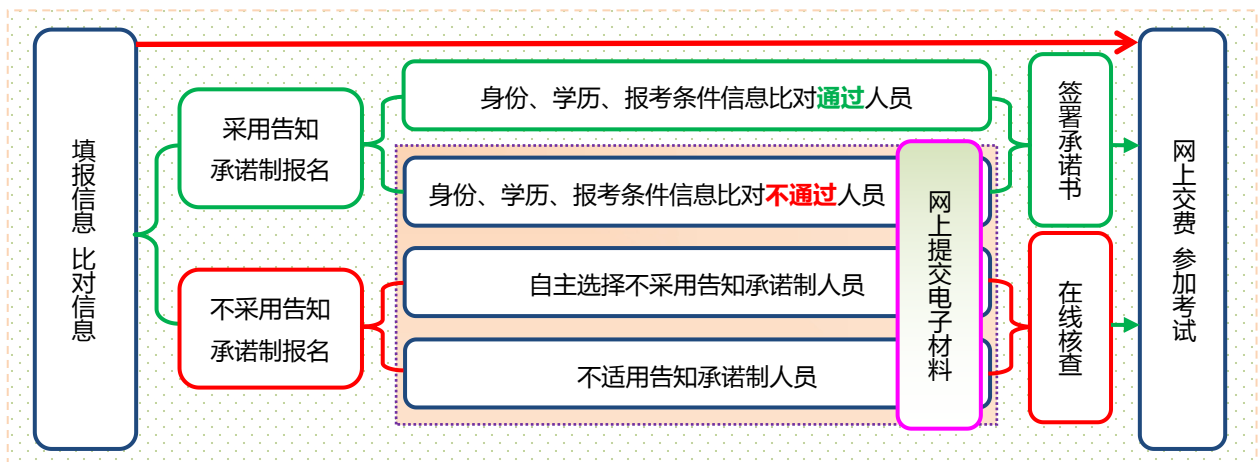 填报信息 比对信息
采用告知
承诺制报名
不采用告知
承诺制报名
身份、学历、报考条件信息比对通过人员
身份、学历、报考条件信息比对不通过人员
自主选择不采用告知承诺制人员
不适用告知承诺制人员
网上提交电子材料
签署承诺书
在线核查
网上交费 参加考试